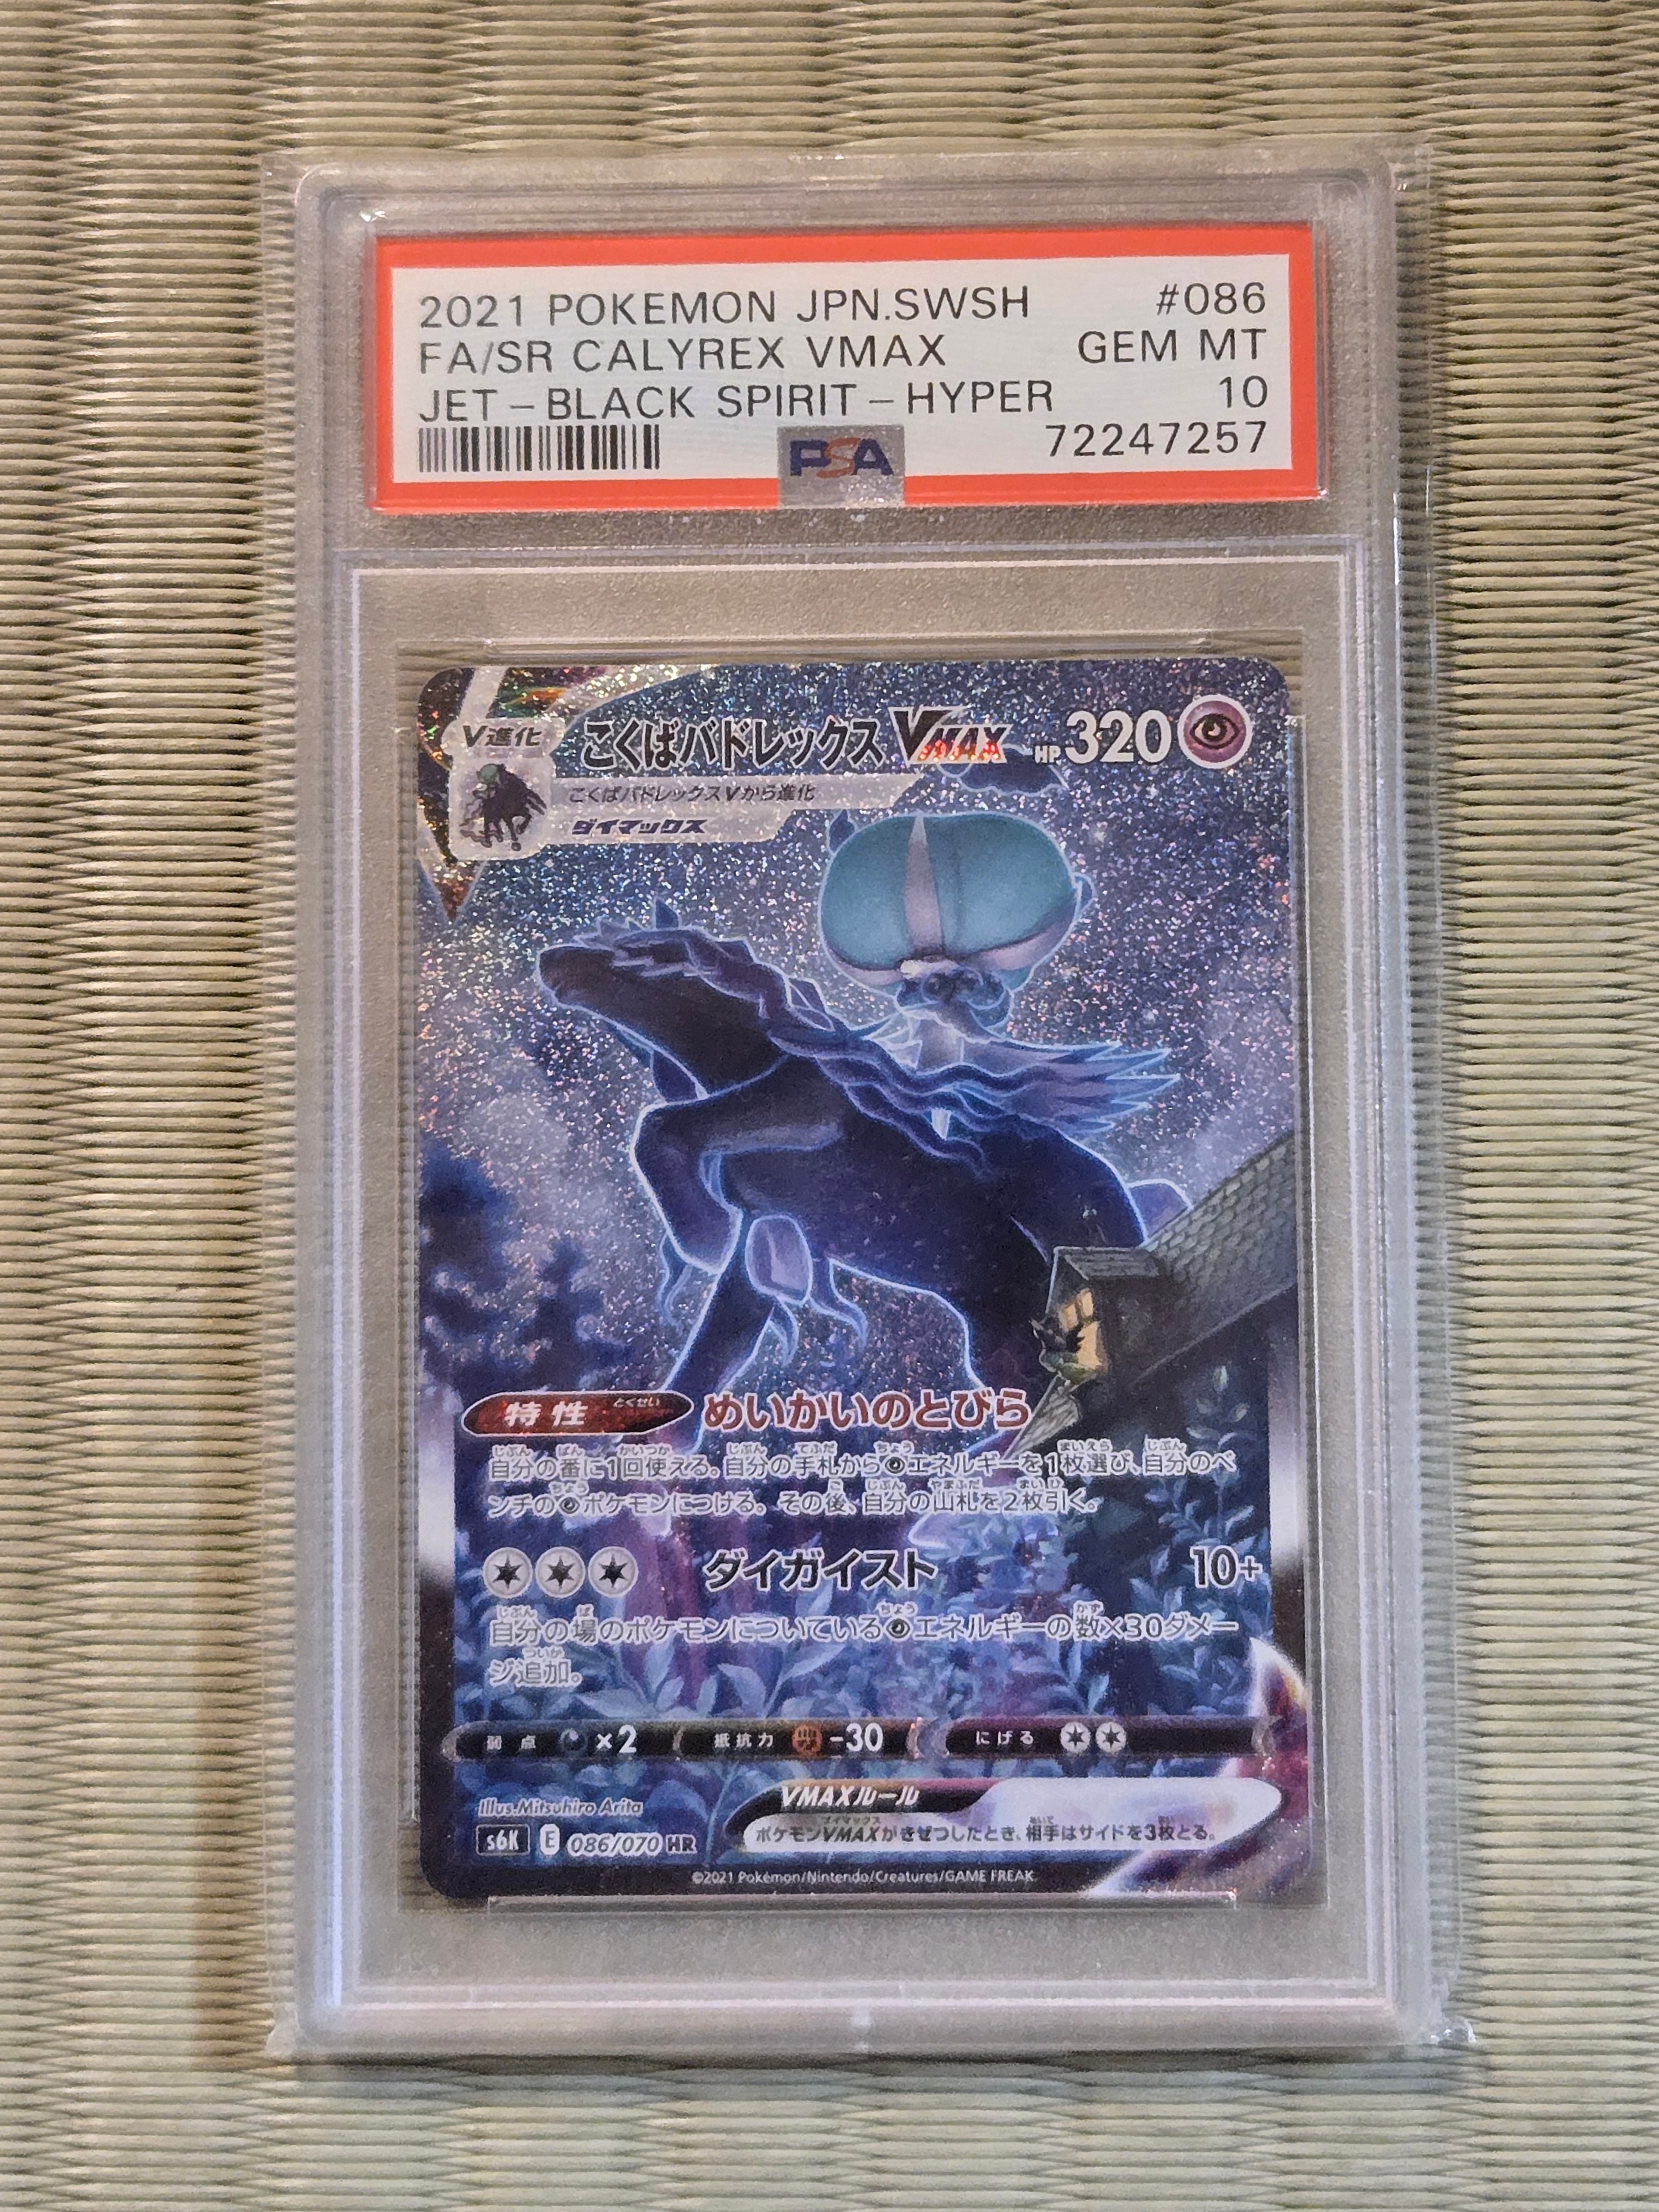 2021 POKEMON JPN.SWSH #086
FA/SR CALYREX VMAX GEM MT
JET-BLACK SPIRIT-HYPER 10
72247257
PSA
V進化 こくばバドレックスVMAX HP320
こくばバドレックスVから進化
ダイマックス
特性 とくせい めいかいのとびら
自分の番に1回使える。自分の手札からエネルギーを1枚選び、自分のベ
ンチのポケモンにつける。その後、自分の山札を2枚引く。
ダイガイスト 10+
自分の場のポケモンについているエネルギーの数×30ダメー
ジ追加。
弱点 ×2 抵抗力 -30 にげる
VMAXルール
ポケモンVMAXがきぜつしたとき、相手はサイドを3枚とる。
Illus.Mitsuhiro Arita
s6K E 086/070 HR
©2021 Pokémon/Nintendo/Creatures/GAME FREAK.